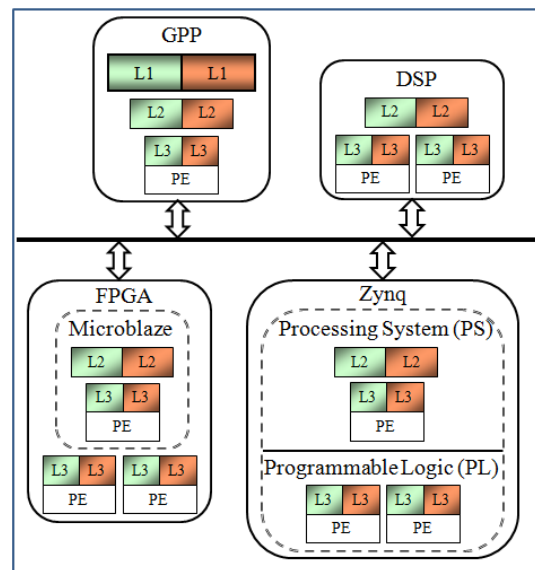 GPP
L1 L1
L2 L2
L3 L3
PE
DSP
L2 L2
L3 L3 L3 L3
PE PE
FPGA
Microblaze
L2 L2
L3 L3
PE
L3 L3 L3 L3
PE PE
Zynq
Processing System (PS)
L2 L2
L3 L3
PE
Programmable Logic (PL)
L3 L3 L3 L3
PE PE